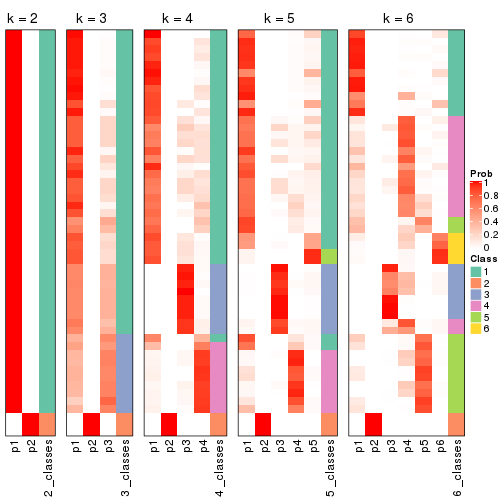 k = 2
k = 3
k = 4
k = 5
k = 6
p1
p2
2_classes
p1
p2
p3
3_classes
p1
p2
p3
p4
4_classes
p1
p2
p3
p4
p5
5_classes
p1
p2
p3
p4
p5
p6
6_classes
Prob
1
0.8
0.6
0.4
0.2
0
Class
1
2
3
4
5
6